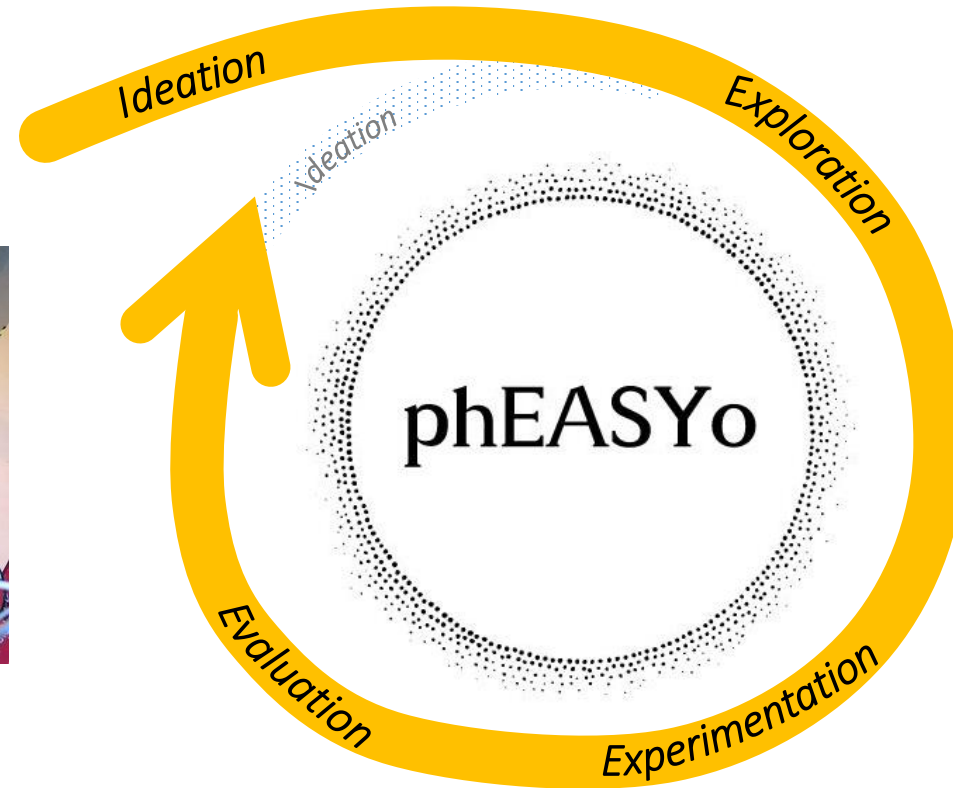 Ideation
Ideation
Exploration
phEASYo
Evaluation
Experimentation